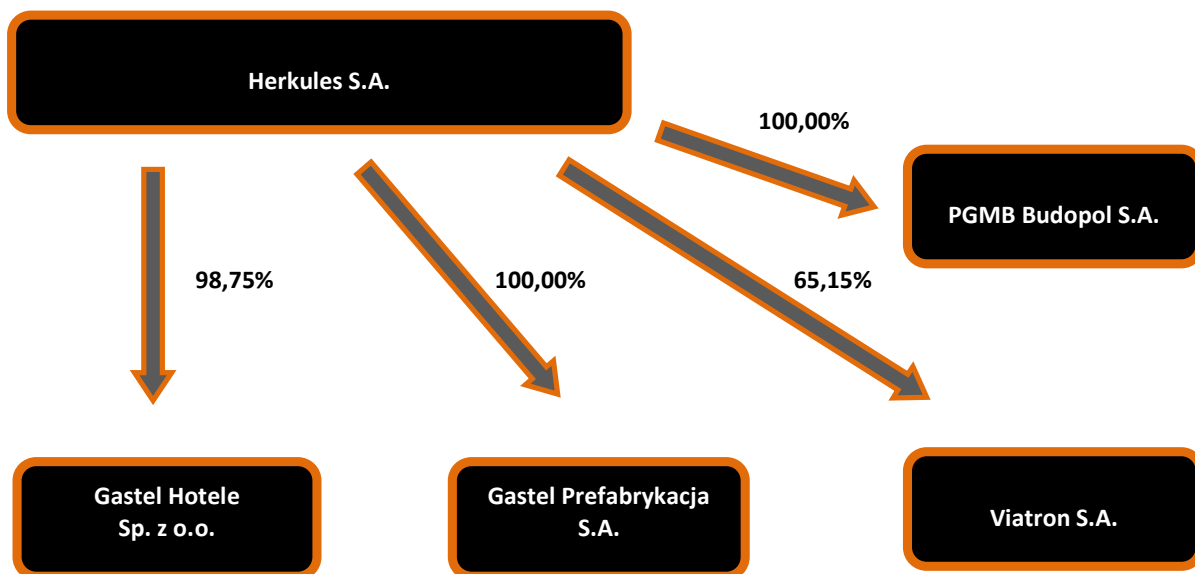 Herkules S.A.
100,00%
PGMB Budopol S.A.
98,75%
100,00%
65,15%
Gastel Hotele
Sp. z o.o.
Gastel Prefabrykacja
S.A.
Viatron S.A.